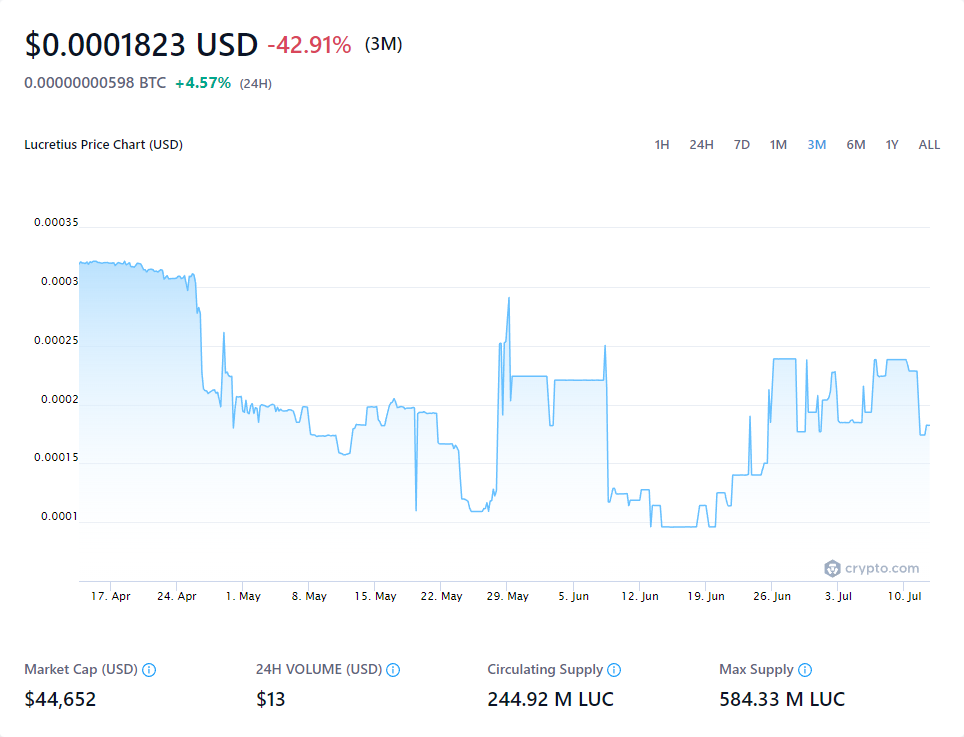 $0.0001823 USD -42.91% (3M)
0.00000000598 BTC +4.57% (24H)
Lucretius Price Chart (USD) 1H 24H 7D 1M 3M 6M 1Y ALL
0.00035
0.0003
0.00025
0.0002
0.00015
0.0001
crypto.com
17. Apr 24. Apr 1. May 8. May 15. May 22. May 29. May 5. Jun 12. Jun 19. Jun 26. Jun 3. Jul 10. Jul
Market Cap (USD) 24H VOLUME (USD) Circulating Supply Max Supply
$44,652 $13 244.92 M LUC 584.33 M LUC